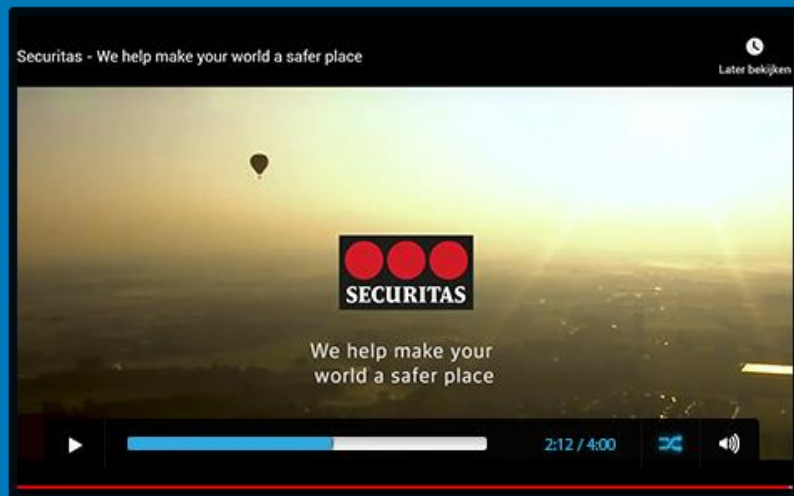 Securitas - We help make your world a safer place
Later bekijken
SECURITAS
We help make your
world a safer place
2:12 / 4:00